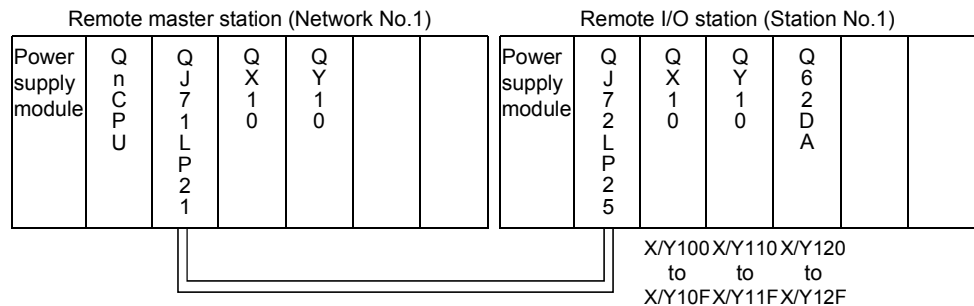 Remote master station (Network No.1)
Remote I/O station (Station No.1)
Power supply module
QnCPU
QJ71LP21
QX10
QY10
Power supply module
QJ72LP25
QX10
QY10
Q62DA
X/Y100 X/Y110 X/Y120
to to to
X/Y10F X/Y11F X/Y12F